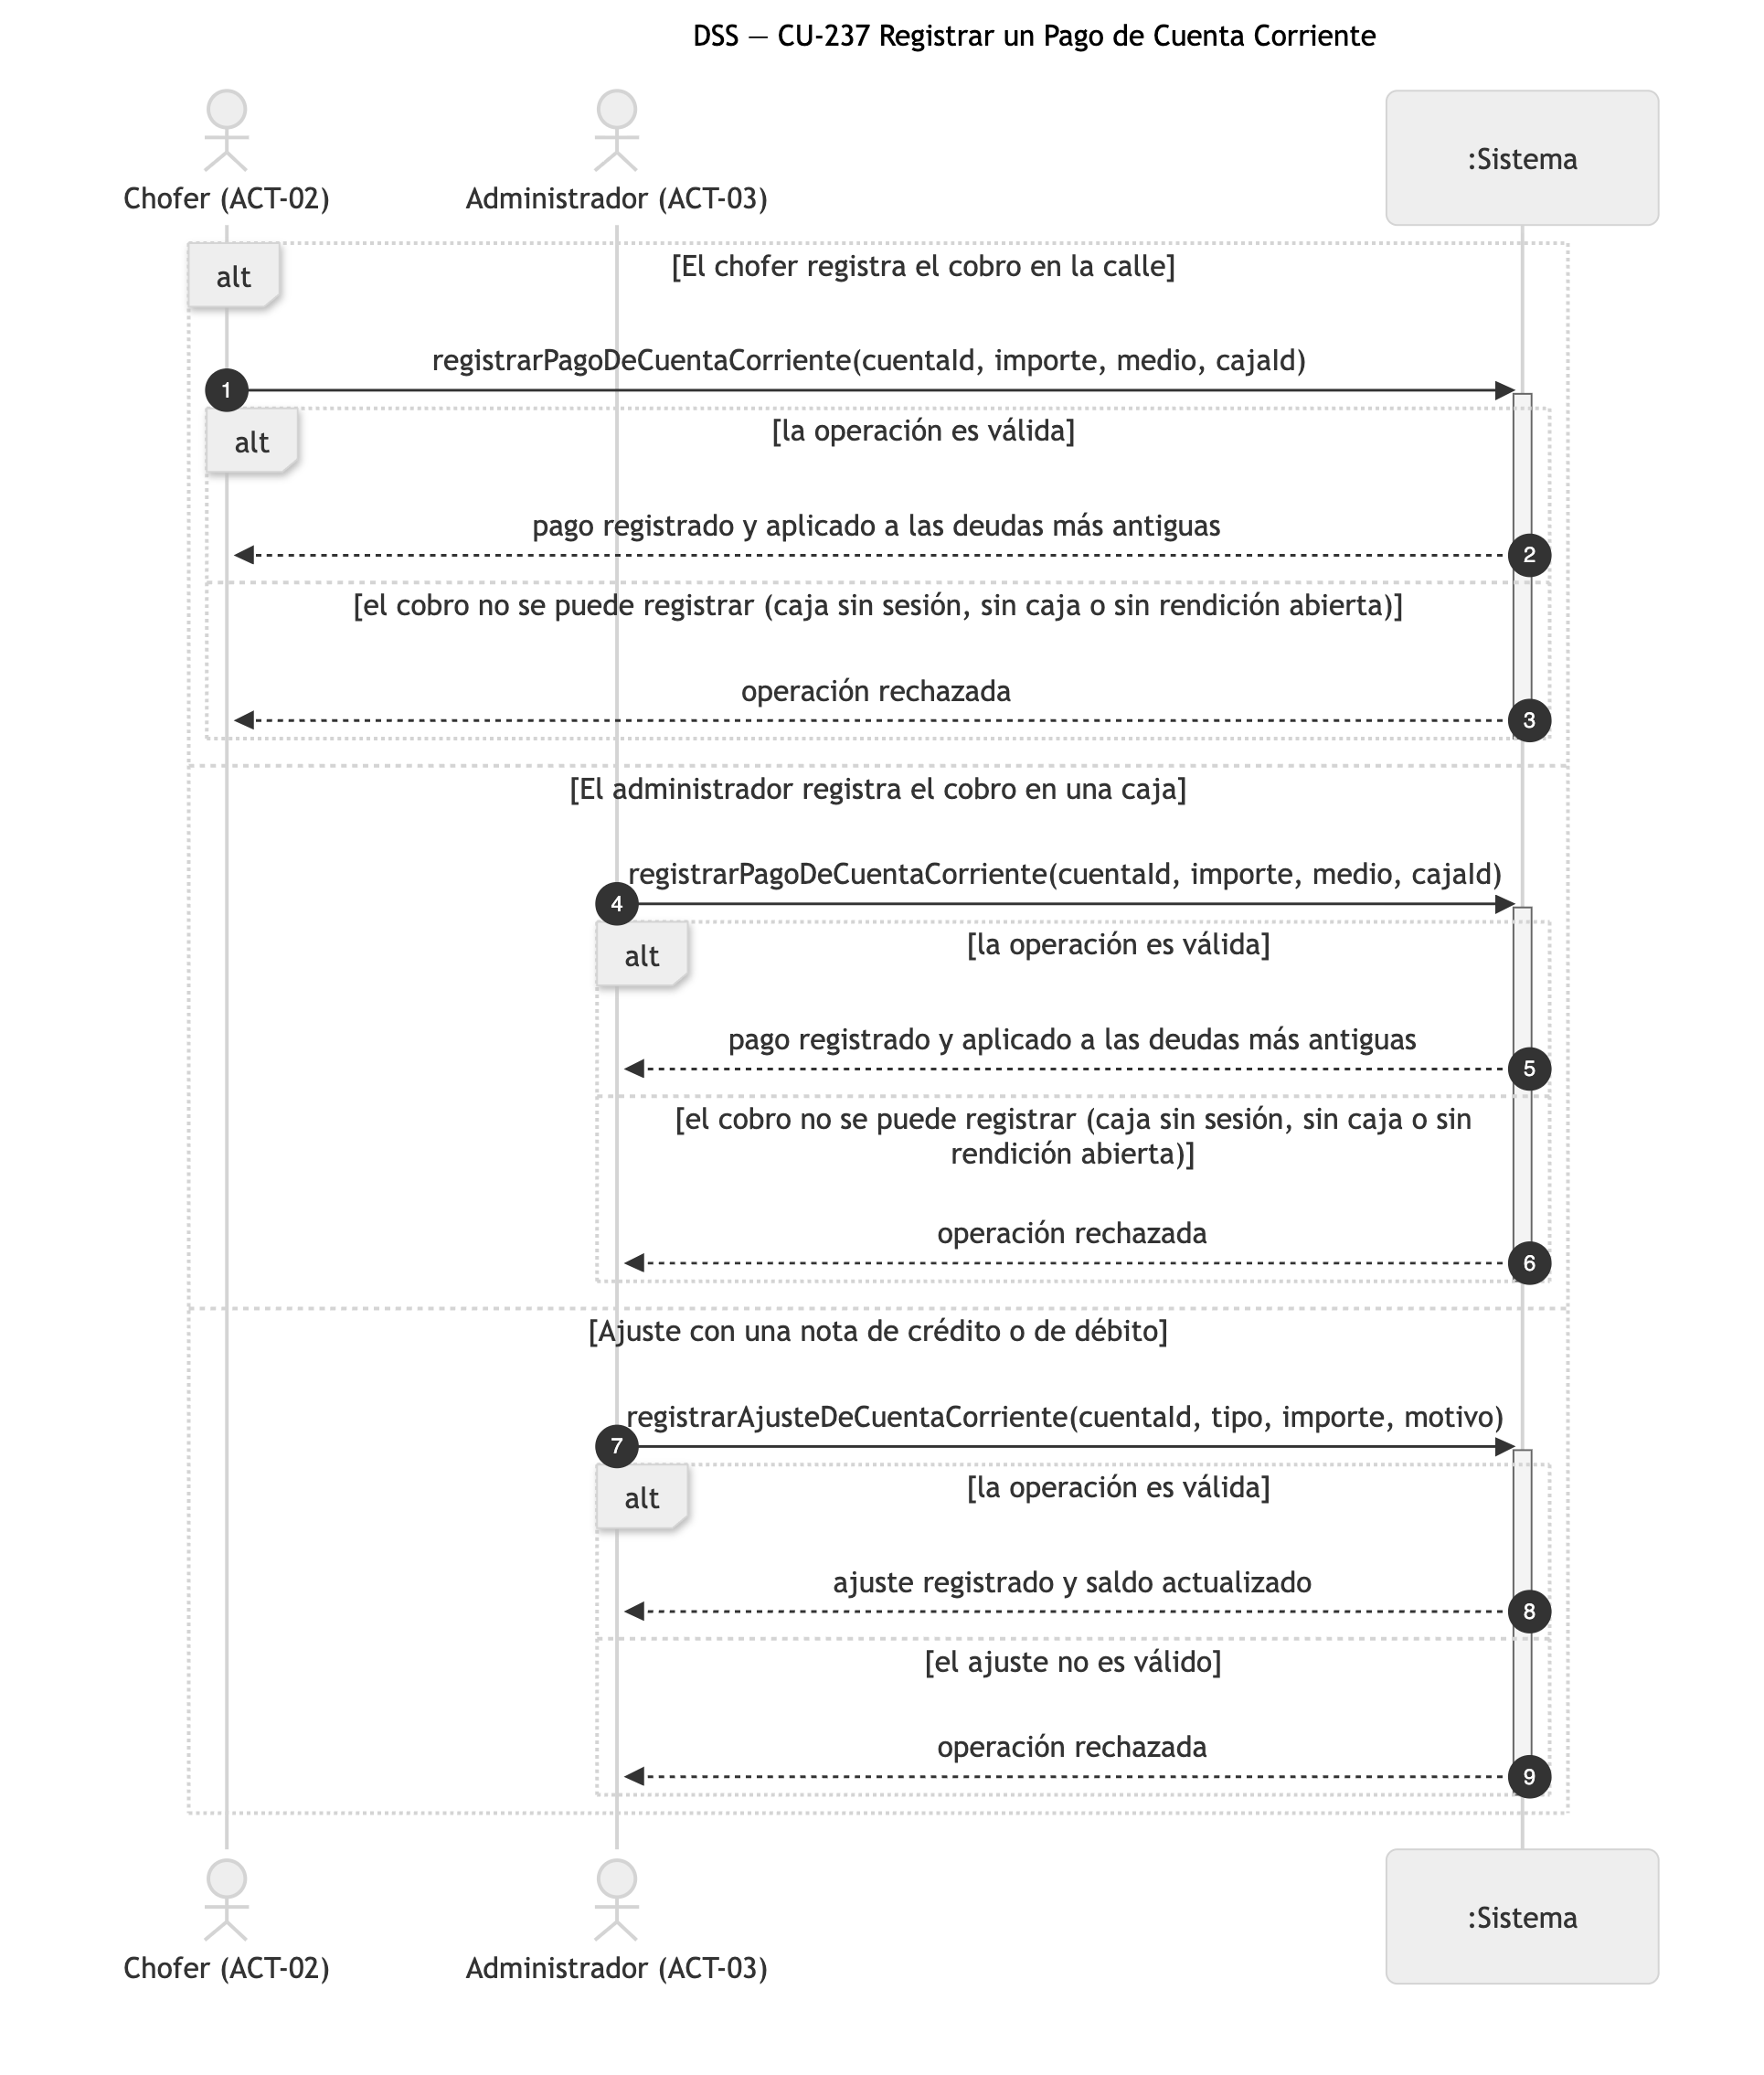 DSS — CU-237 Registrar un Pago de Cuenta Corriente
Chofer (ACT-02)
Administrador (ACT-03)
:Sistema
alt
[El chofer registra el cobro en la calle]
registrarPagoDeCuentaCorriente(cuentaId, importe, medio, cajaId)
1
alt
[la operación es válida]
pago registrado y aplicado a las deudas más antiguas
2
[el cobro no se puede registrar (caja sin sesión, sin caja o sin rendición abierta)]
operación rechazada
3
[El administrador registra el cobro en una caja]
registrarPagoDeCuentaCorriente(cuentaId, importe, medio, cajaId)
4
alt
[la operación es válida]
pago registrado y aplicado a las deudas más antiguas
5
[el cobro no se puede registrar (caja sin sesión, sin caja o sin
rendición abierta)]
operación rechazada
6
[Ajuste con una nota de crédito o de débito]
registrarAjusteDeCuentaCorriente(cuentaId, tipo, importe, motivo)
7
alt
[la operación es válida]
ajuste registrado y saldo actualizado
8
[el ajuste no es válido]
operación rechazada
9
Chofer (ACT-02)
Administrador (ACT-03)
:Sistema